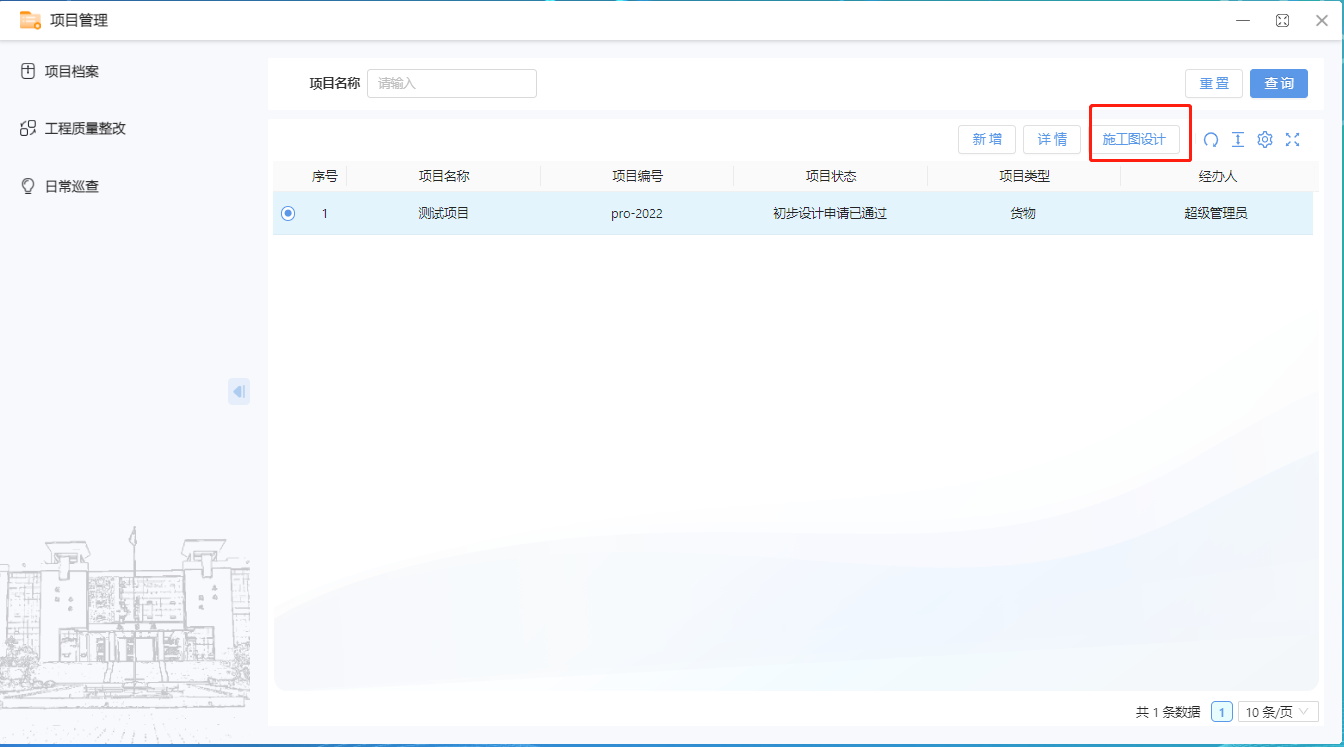 项目管理
项目档案
工程质量整改
日常巡查
项目名称 请输入 重置 查询
新增 详情 施工图设计
序号 项目名称 项目编号 项目状态 项目类型 经办人
1 测试项目 pro-2022 初步设计申请已通过 货物 超级管理员
共 1 条数据 1 10 条/页